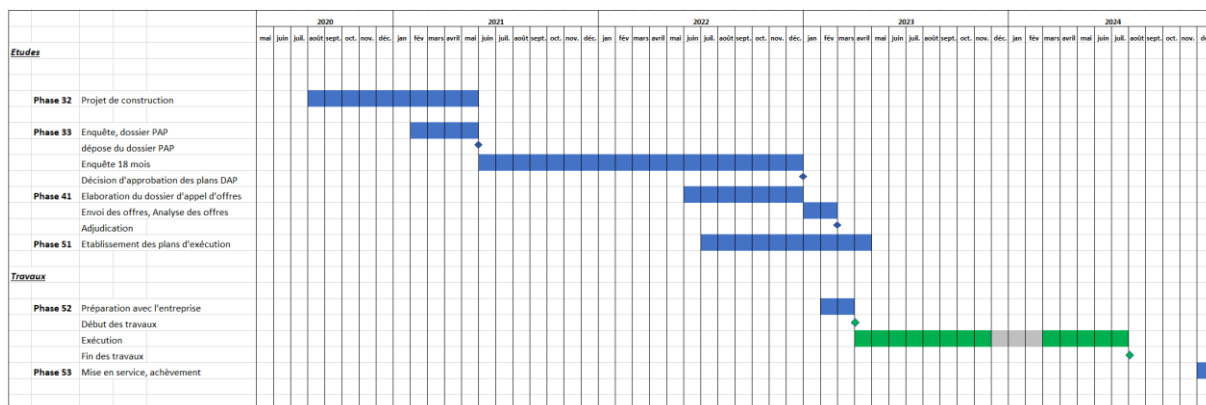 2020 2021 2022 2023 2024
mai juin juil. août sept. oct. nov. déc. jan fév mars avril mai juin juil. août sept. oct. nov. déc. jan fév mars avril mai juin juil. août sept. oct. nov. déc. jan fév mars avril mai juin juil. août sept. oct. nov. déc. jan fév mars avril mai juin juil. août sept. oct. nov. d
Etudes
Phase 32 Projet de construction
Phase 33 Enquête, dossier PAP
dépose du dossier PAP
Enquête 18 mois
Décision d'approbation des plans DAP
Phase 41 Elaboration du dossier d'appel d'offres
Envoi des offres, Analyse des offres
Adjudication
Phase 51 Etablissement des plans d'exécution
Travaux
Phase 52 Préparation avec l'entreprise
Début des travaux
Exécution
Fin des travaux
Phase 53 Mise en service, achèvement